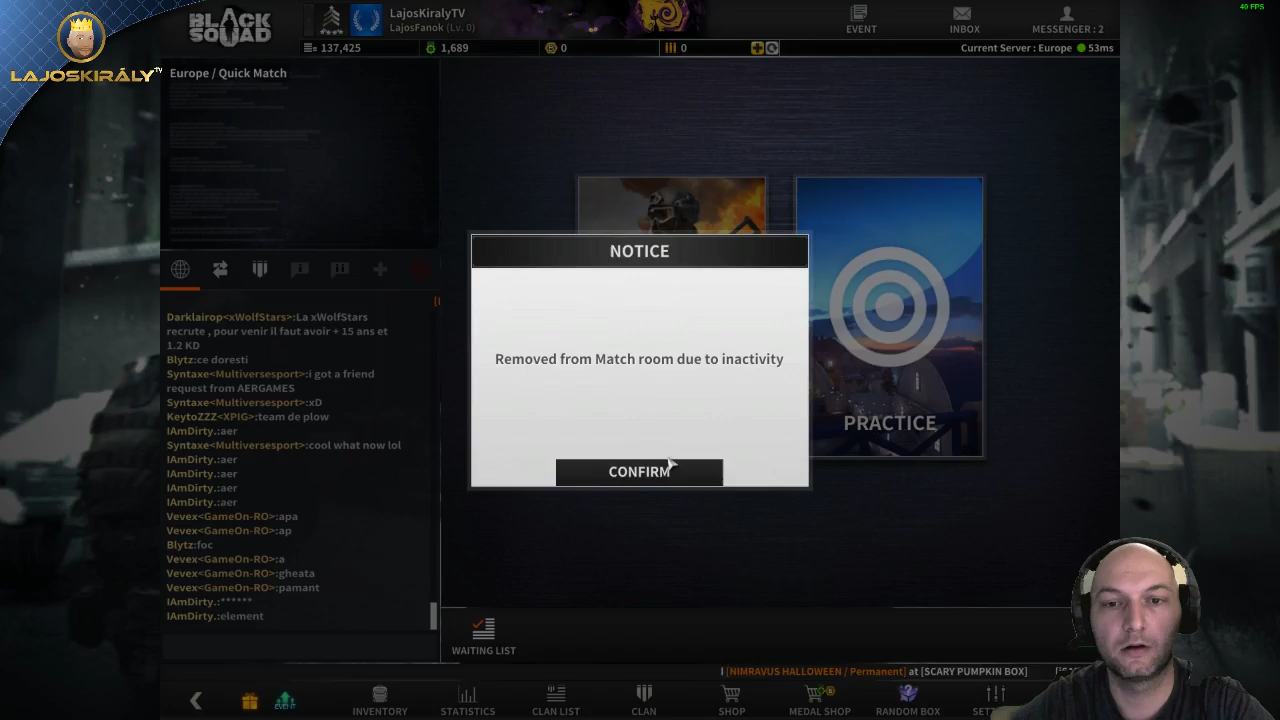 40 FPS
LAJOSKIRÁLY TV
BLACK
SQUAD
LajosKiralyTV
LajosFanok (Lv. 0)
EVENT
INBOX
MESSENGER : 2
137,425
1,689
0
0
Current Server : Europe 53ms
Europe / Quick Match
Darklairop<xWolfStars>:La xWolfStars
recrute , pour venir il faut avoir + 15 ans et
1.2 KD
Blytz:ce doresti
Syntaxe<Multiversesport>:i got a friend
request from AERGAMES
Syntaxe<Multiversesport>:xD
KeytoZZZ<XPIG>:team de plow
IAmDirty.:aer
Syntaxe<Multiversesport>:cool what now lol
IAmDirty.:aer
IAmDirty.:aer
IAmDirty.:aer
IAmDirty.:aer
Vevex<GameOn-RO>:apa
Vevex<GameOn-RO>:ap
Blytz:foc
Vevex<GameOn-RO>:a
Vevex<GameOn-RO>:gheata
Vevex<GameOn-RO>:pamant
IAmDirty.:******
IAmDirty.:element
NOTICE
Removed from Match room due to inactivity
CONFIRM
PRACTICE
WAITING LIST
[NIMRAVUS HALLOWEEN / Permanent] at [SCARY PUMPKIN BOX]
EVENT
INVENTORY
STATISTICS
CLAN LIST
CLAN
SHOP
MEDAL SHOP
RANDOM BOX